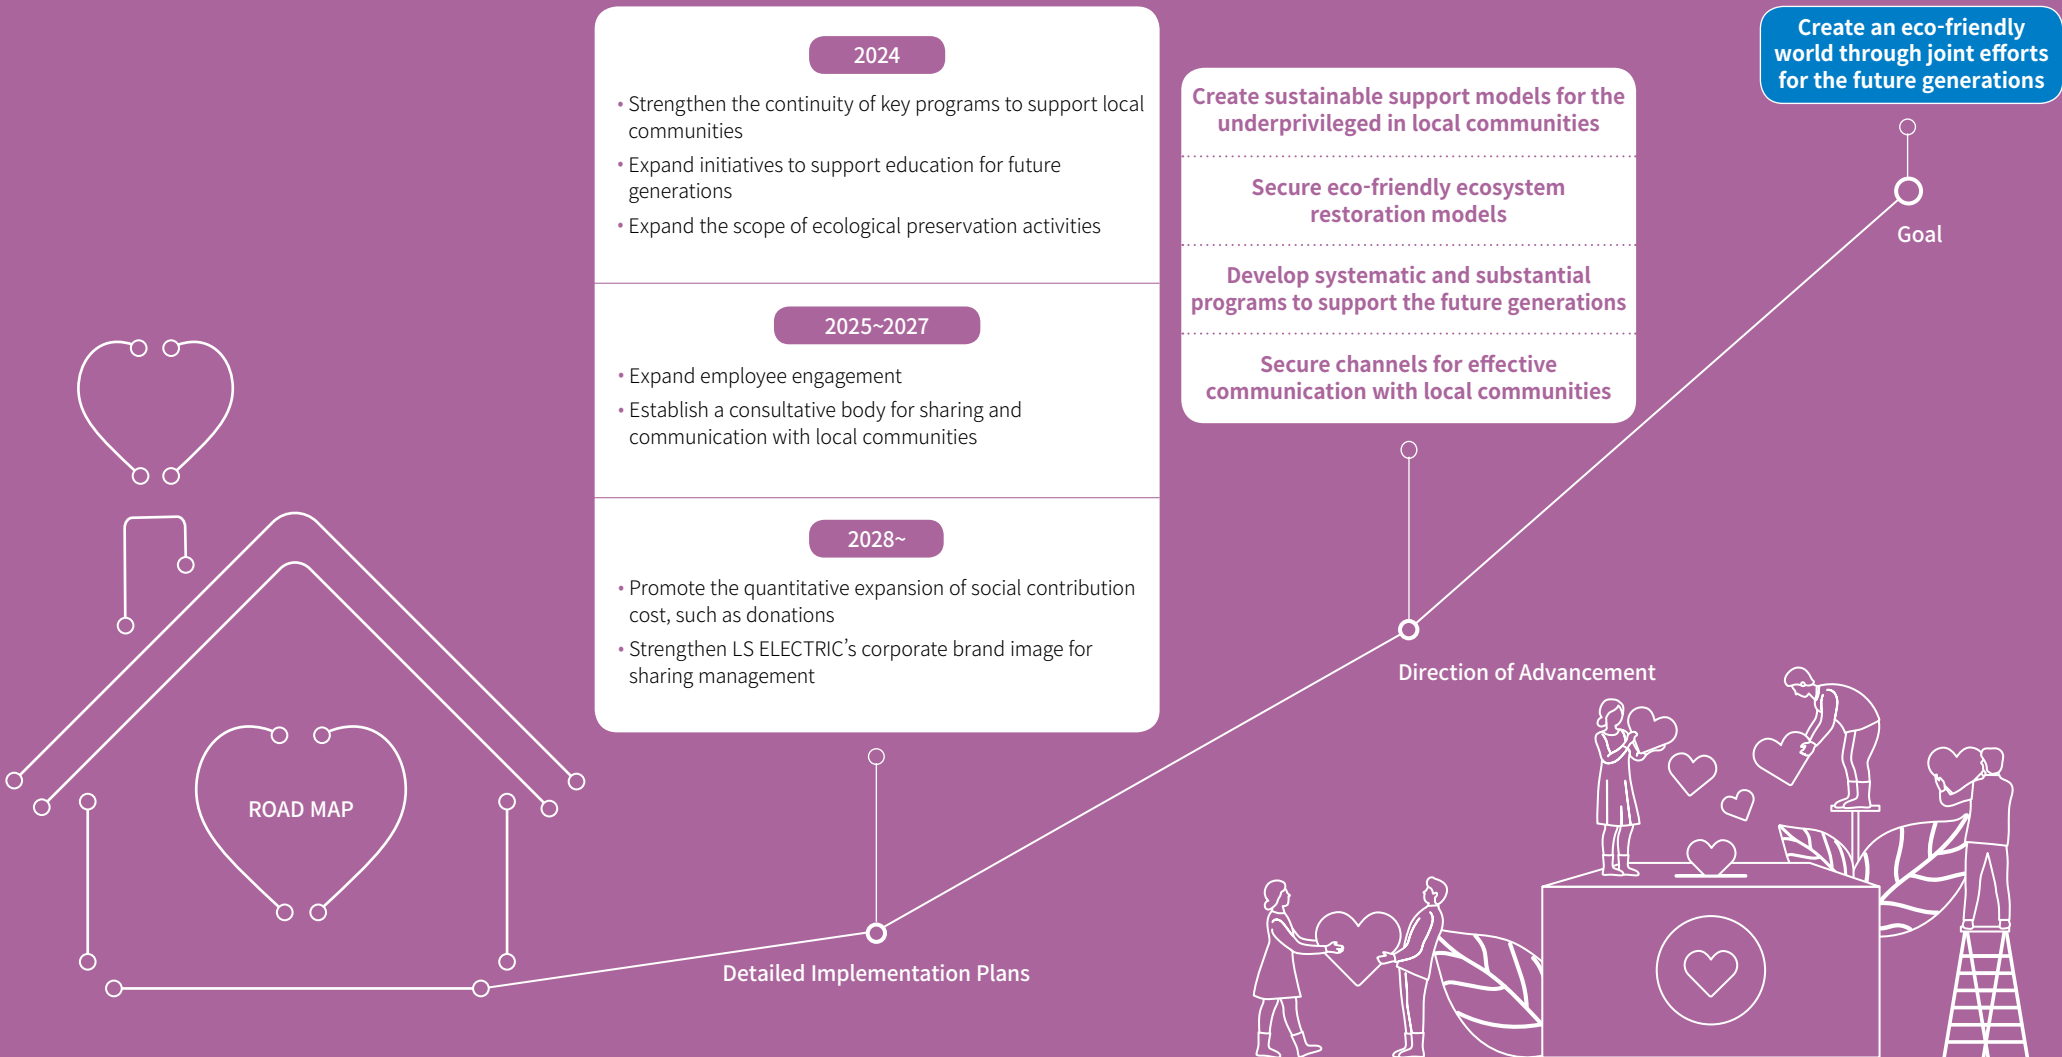 ROAD MAP
2024
• Strengthen the continuity of key programs to support local
communities
• Expand initiatives to support education for future
generations
• Expand the scope of ecological preservation activities
2025~2027
• Expand employee engagement
• Establish a consultative body for sharing and
communication with local communities
2028~
• Promote the quantitative expansion of social contribution
cost, such as donations
• Strengthen LS ELECTRIC’s corporate brand image for
sharing management
Detailed Implementation Plans
Create sustainable support models for the
underprivileged in local communities
Secure eco-friendly ecosystem
restoration models
Develop systematic and substantial
programs to support the future generations
Secure channels for effective
communication with local communities
Direction of Advancement
Create an eco-friendly
world through joint efforts
for the future generations
Goal